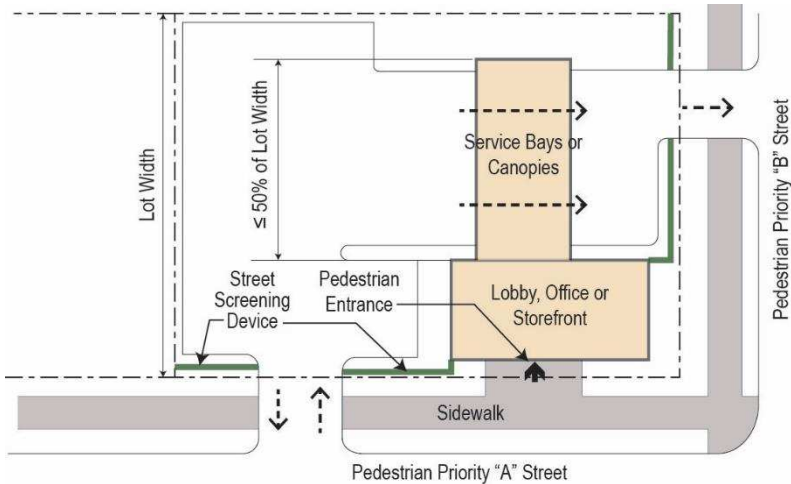 Lot Width
≤ 50% of Lot Width
Service Bays or
Canopies
Pedestrian Priority "B" Street
Street
Screening
Device
Pedestrian
Entrance
Lobby, Office or
Storefront
Sidewalk
Pedestrian Priority "A" Street